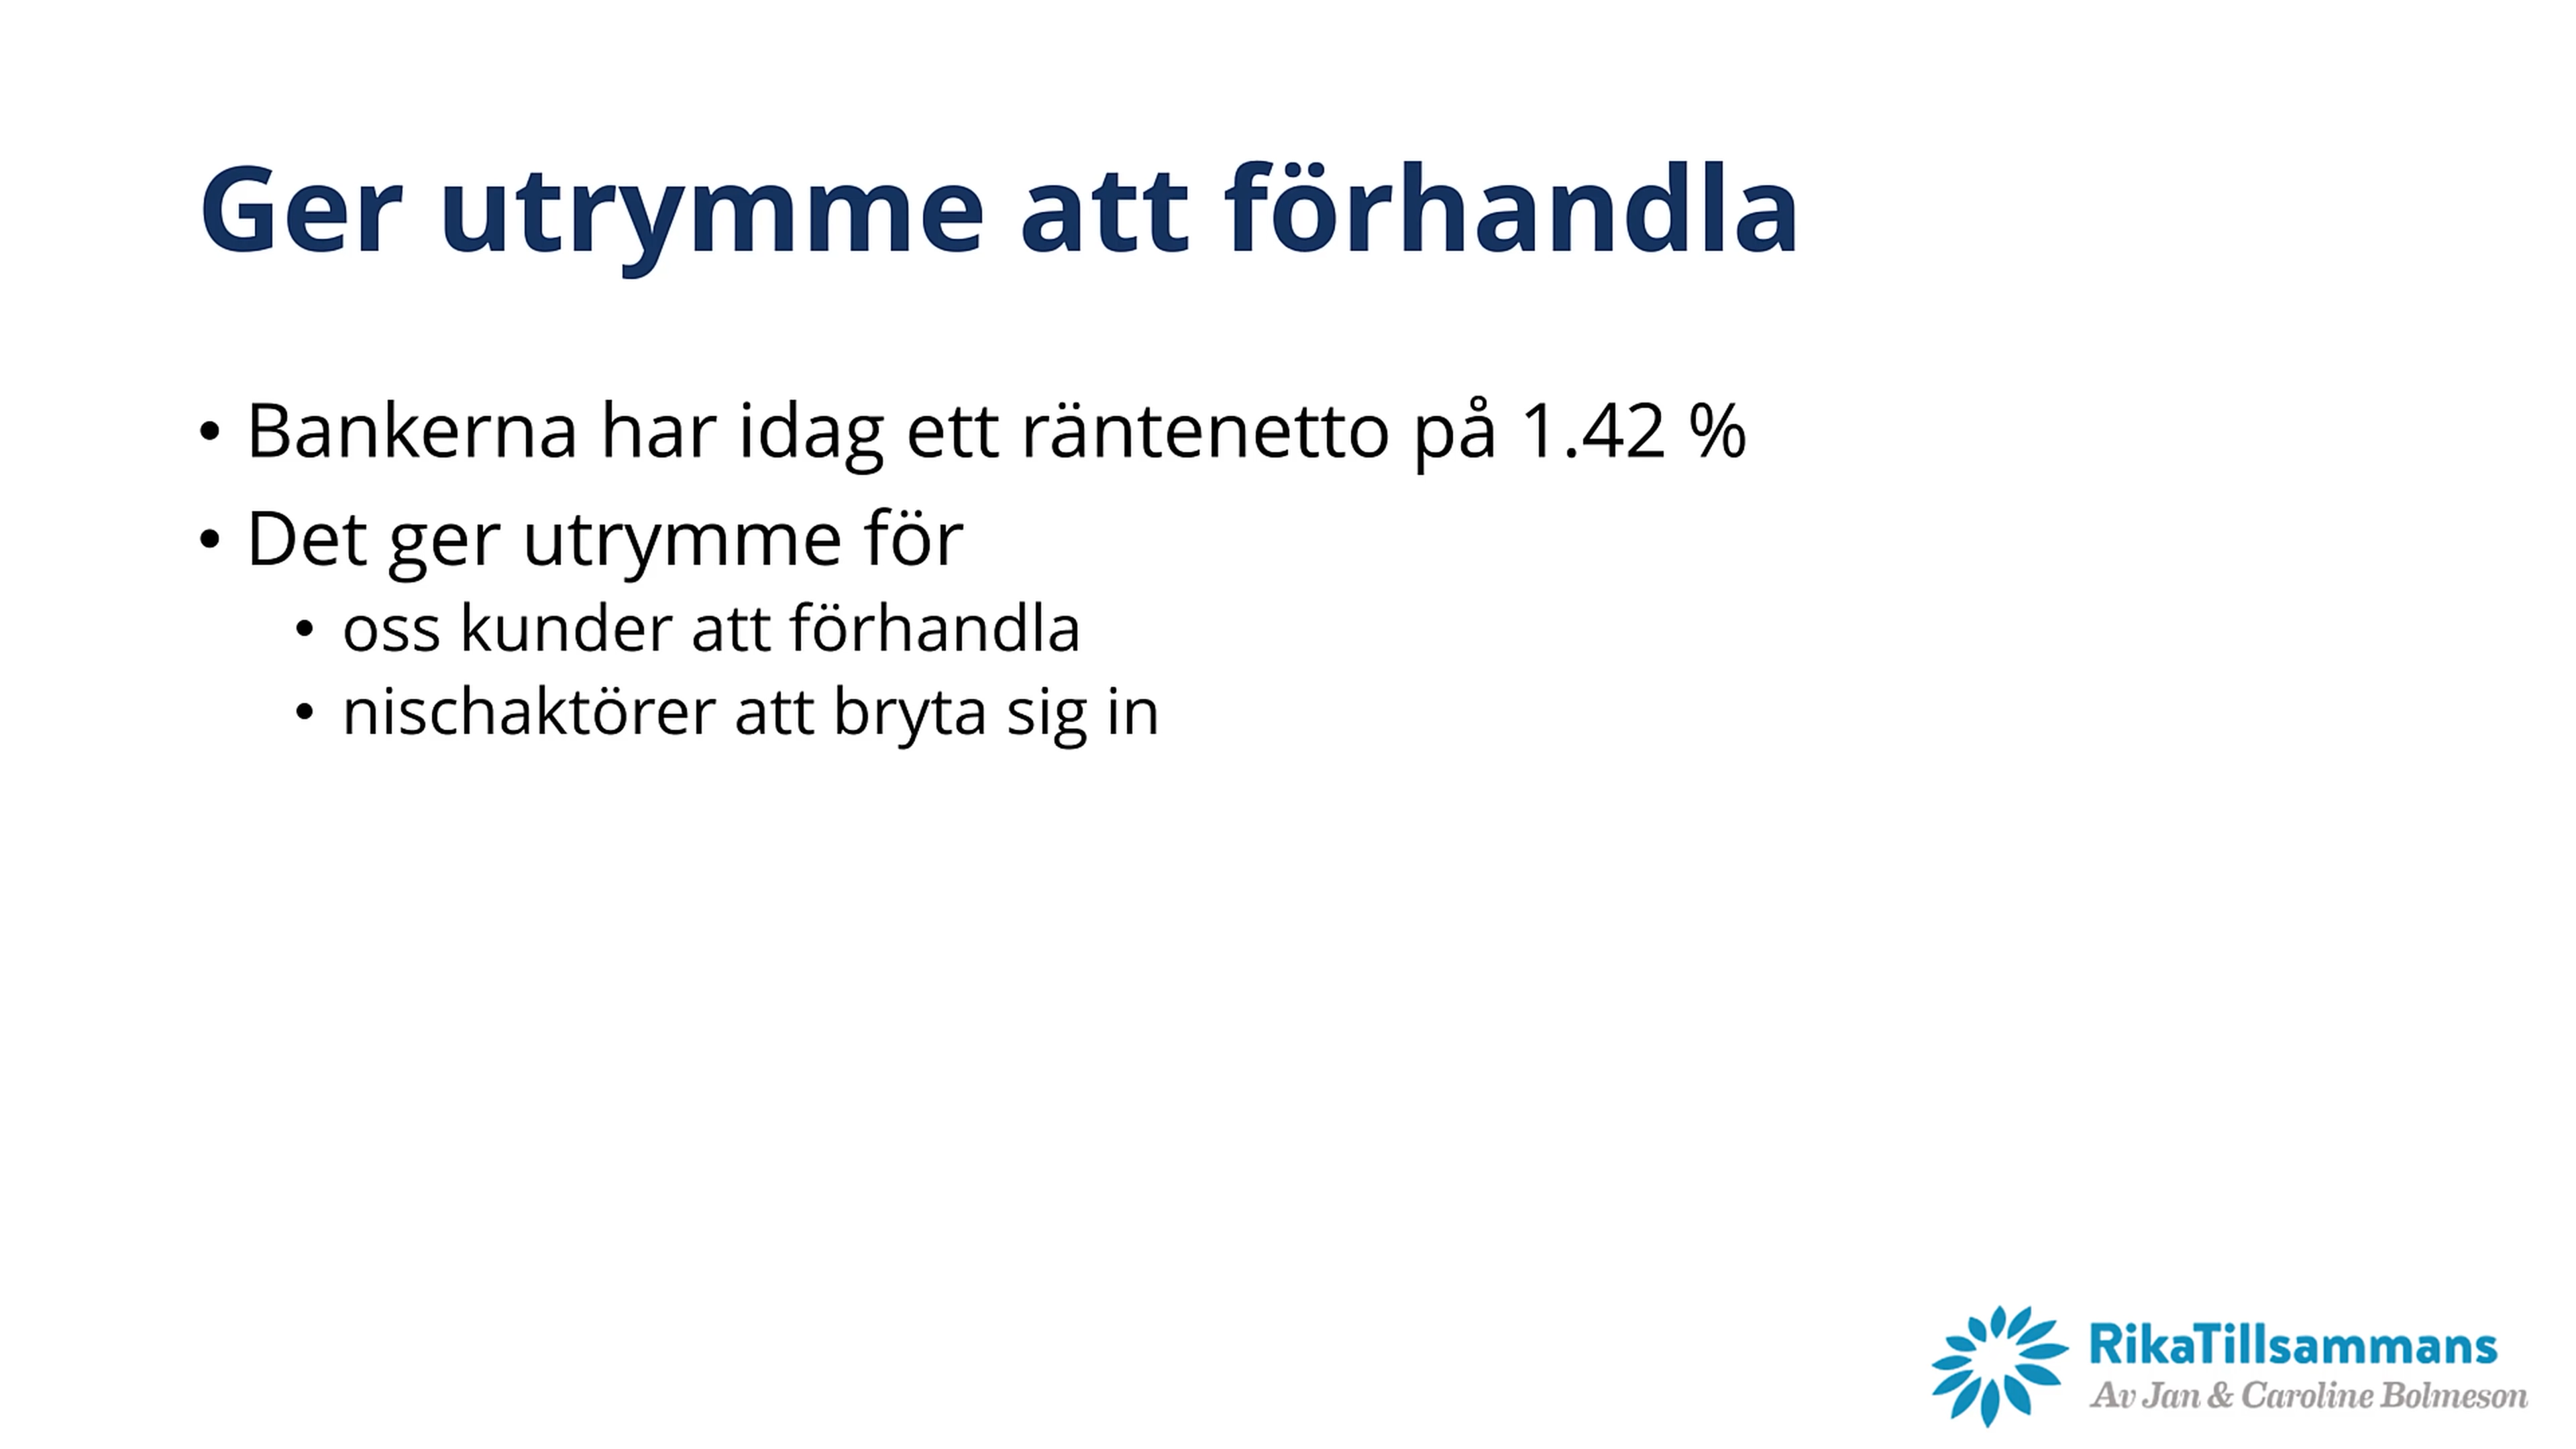 Ger utrymme att förhandla
• Bankerna har idag ett räntenetto på 1.42 %
• Det ger utrymme för
• oss kunder att förhandla
• nischaktörer att bryta sig in
RikaTillsammans
Av Jan & Caroline Bolmeson